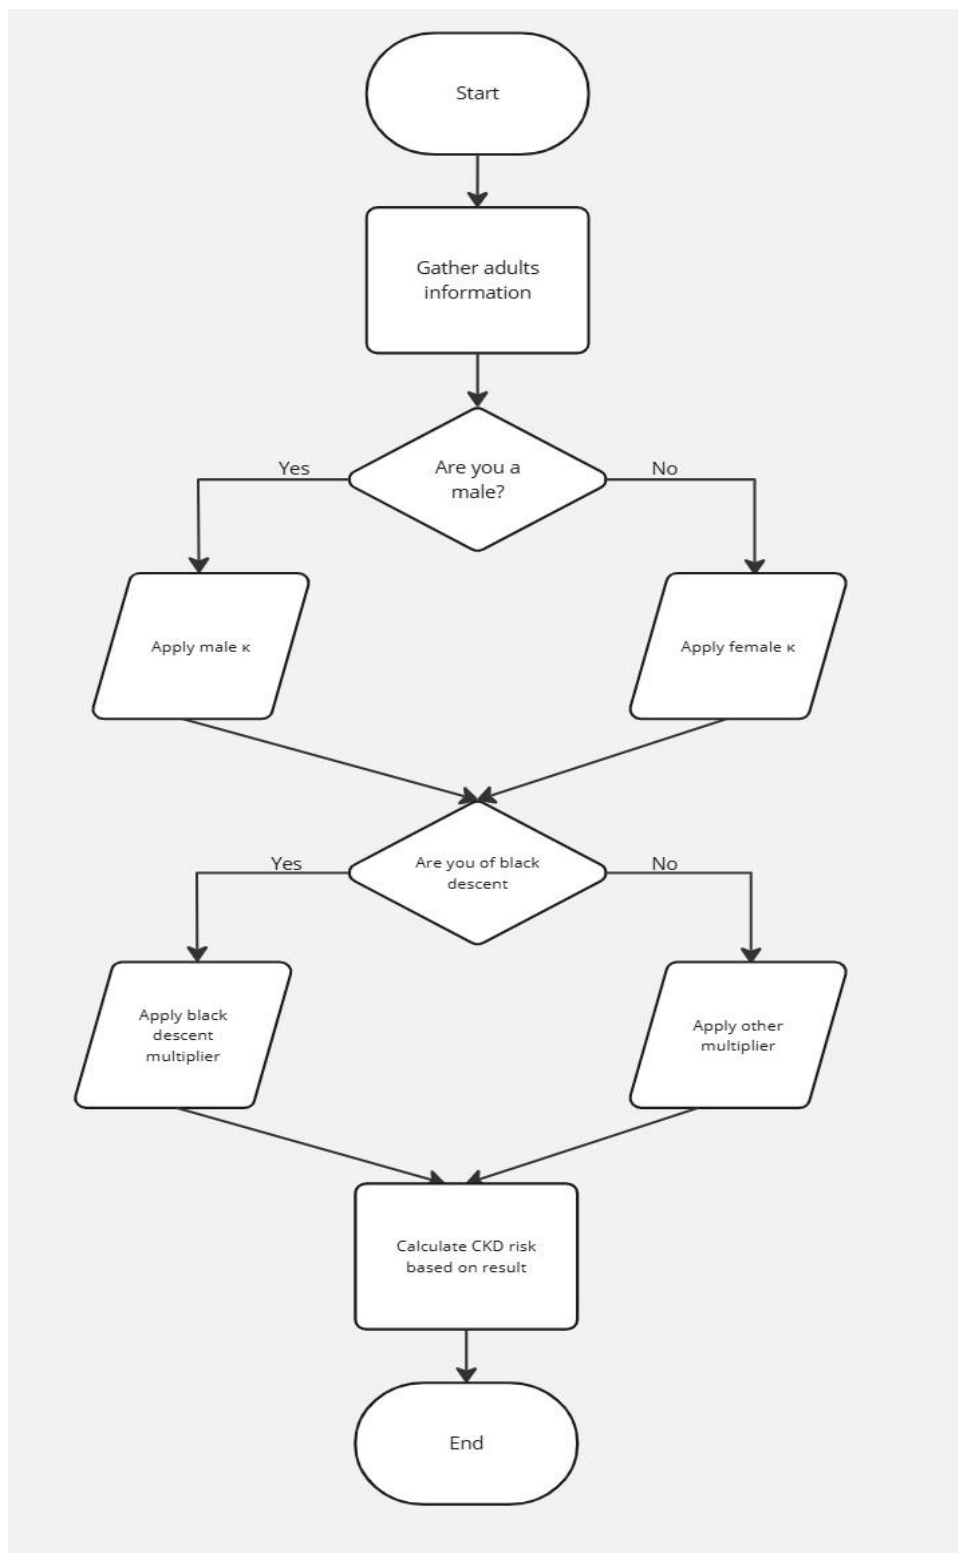 Start
Gather adults
information
Are you a
male?
Yes
No
Apply male κ
Apply female κ
Are you of black
descent
Yes
No
Apply black
descent
multiplier
Apply other
multiplier
Calculate CKD risk
based on result
End